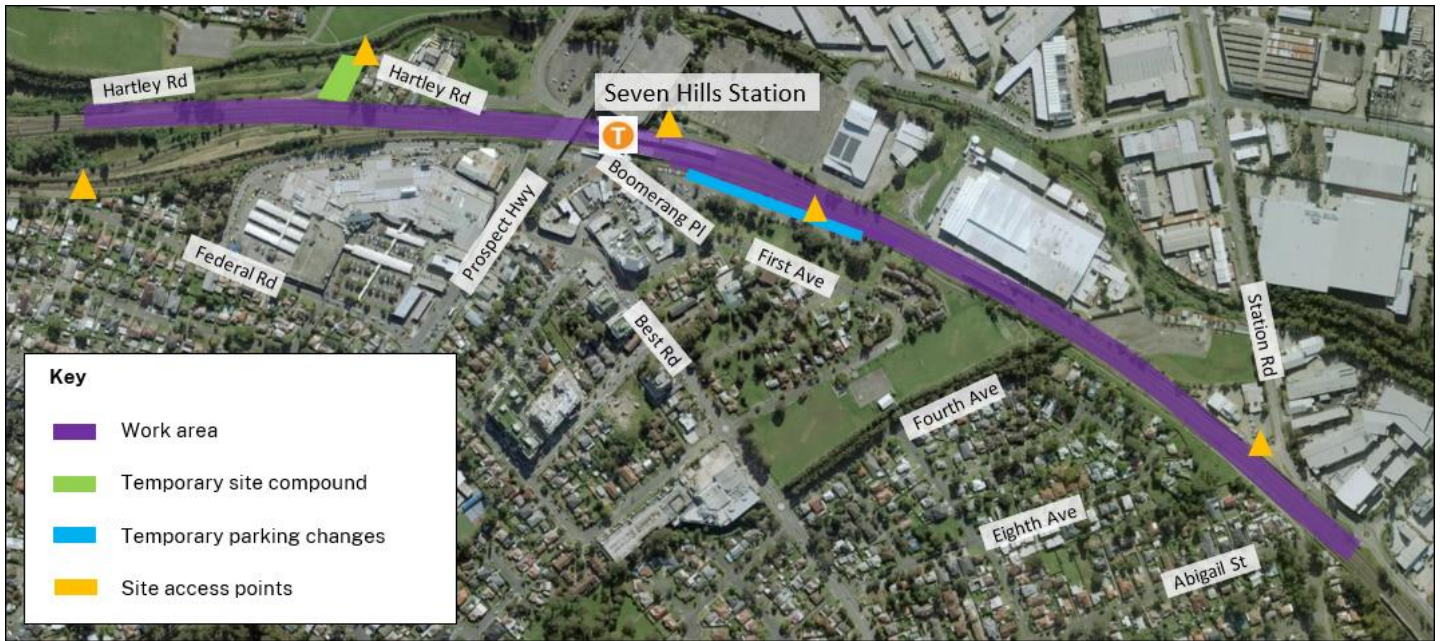 Hartley Rd
Hartley Rd
Seven Hills Station
T
Boomerang Pl
Prospect Hwy
Federal Rd
First Ave
Best Rd
Station Rd
Fourth Ave
Eighth Ave
Abigail St
Key
Work area
Temporary site compound
Temporary parking changes
Site access points